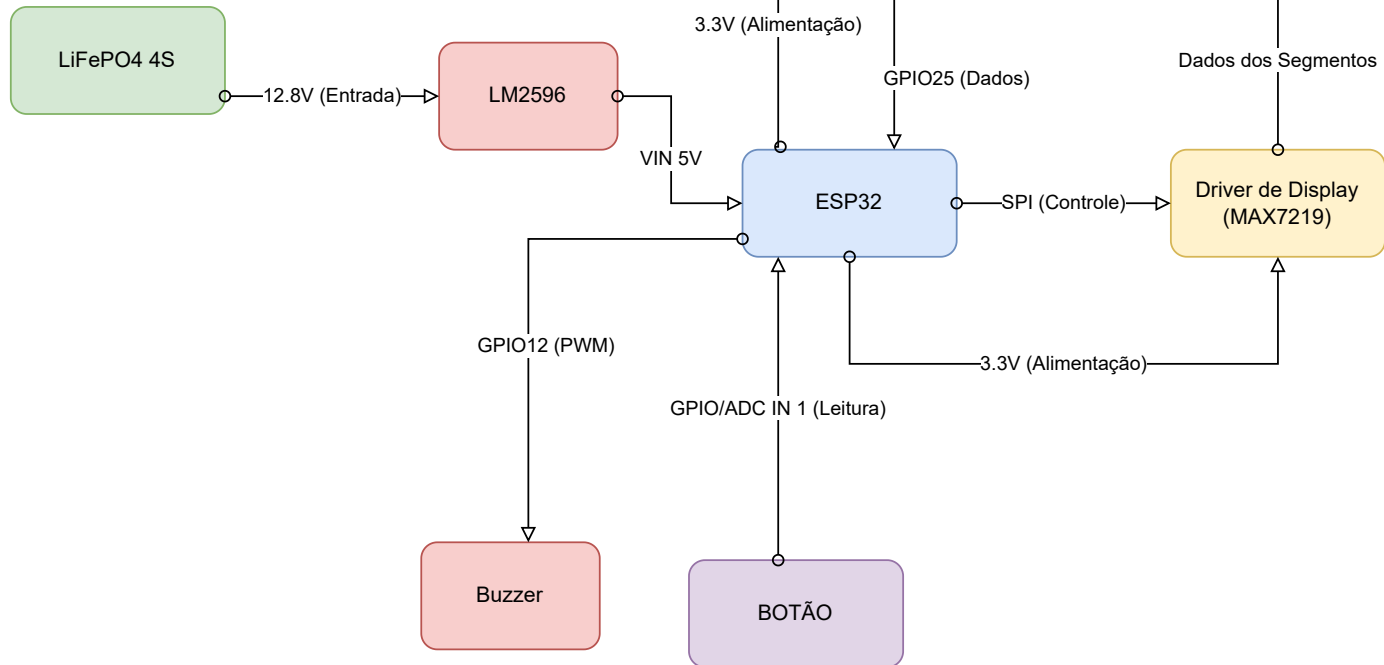 3.3V (Alimentação)
LiFePO4 4S
Dados dos Segmentos
GPIO25 (Dados)
12.8V (Entrada)
LM2596
VIN 5V
ESP32
SPI (Controle)
Driver de Display
(MAX7219)
GPIO12 (PWM)
3.3V (Alimentação)
GPIO/ADC IN 1 (Leitura)
Buzzer
BOTÃO